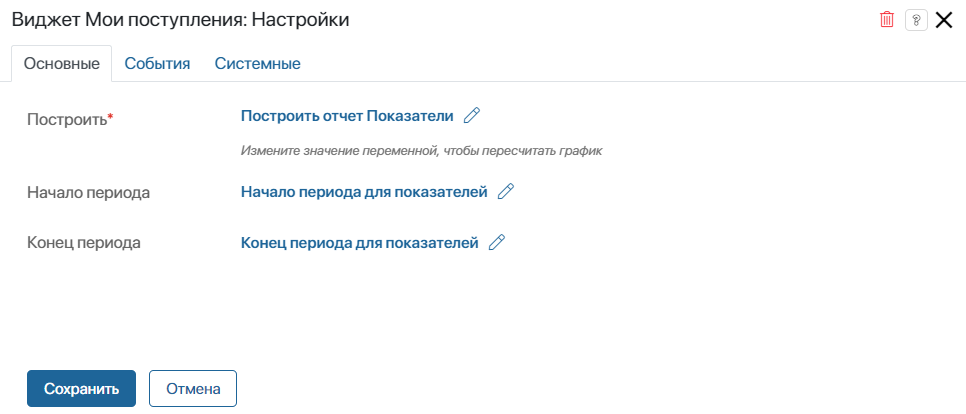 Виджет Мои поступления: Настройки
?
Основные События Системные
Построить* Построить отчет Показатели
Измените значение переменной, чтобы пересчитать график
Начало периода Начало периода для показателей
Конец периода Конец периода для показателей
Сохранить Отмена